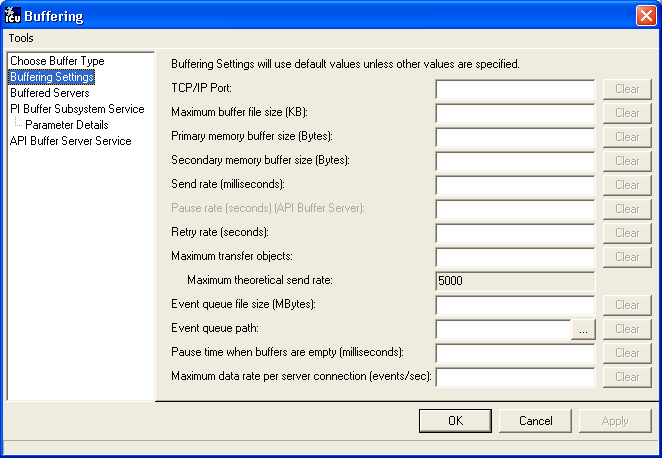 ICU Buffering
Tools
Choose Buffer Type
Buffering Settings
Buffered Servers
PI Buffer Subsystem Service
Parameter Details
API Buffer Server Service
Buffering Settings will use default values unless other values are specified.
TCP/IP Port: Clear
Maximum buffer file size (KB): Clear
Primary memory buffer size (Bytes): Clear
Secondary memory buffer size (Bytes): Clear
Send rate (milliseconds): Clear
Pause rate (seconds) (API Buffer Server): Clear
Retry rate (seconds): Clear
Maximum transfer objects: Clear
Maximum theoretical send rate: 5000
Event queue file size (MBytes): Clear
Event queue path: ... Clear
Pause time when buffers are empty (milliseconds): Clear
Maximum data rate per server connection (events/sec): Clear
OK Cancel Apply